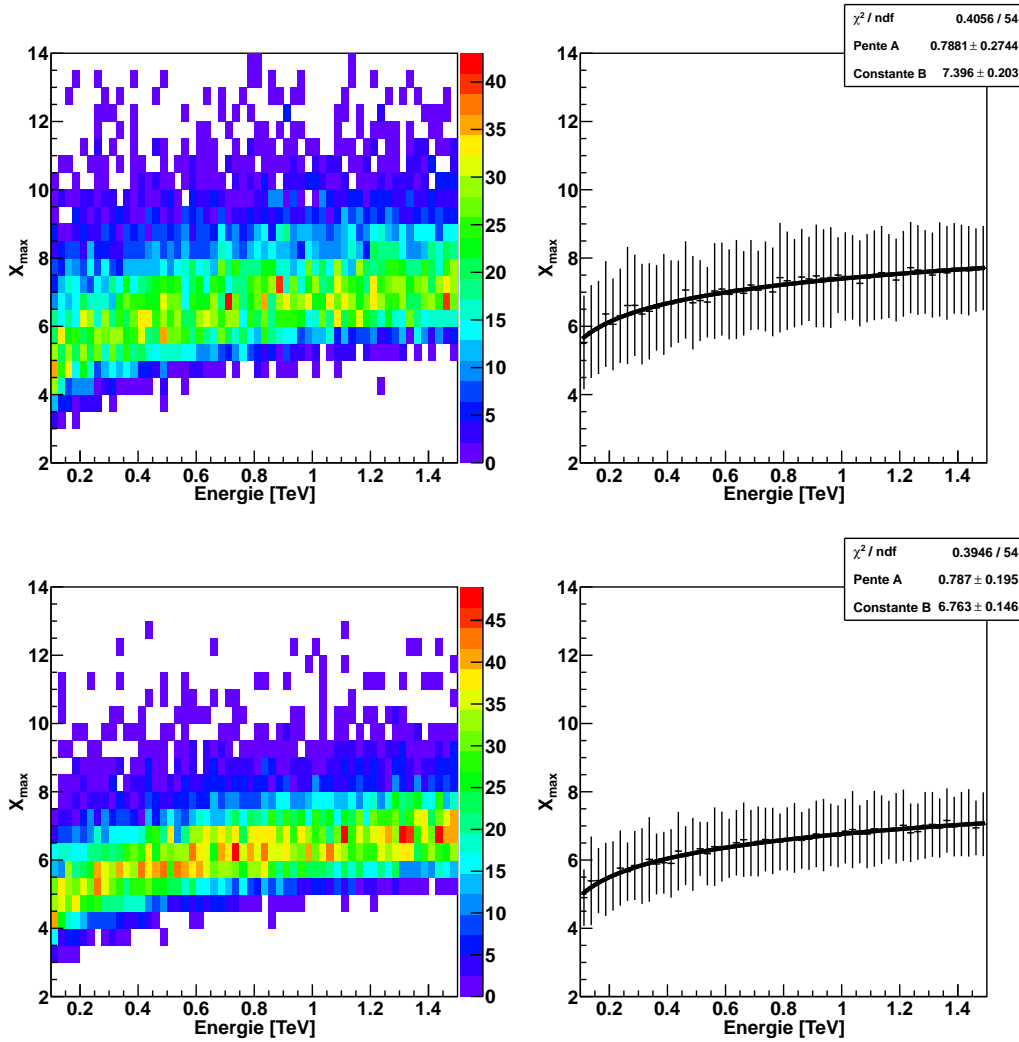 χ² / ndf 0.4056 / 54
Pente A 0.7881 ± 0.2744
Constante B 7.396 ± 0.203
14
12
10
8
6
4
2
X_max
0.2 0.4 0.6 0.8 1 1.2 1.4
Energie [TeV]
40
35
30
25
20
15
10
5
0
14
12
10
8
6
4
2
X_max
0.2 0.4 0.6 0.8 1 1.2 1.4
Energie [TeV]
χ² / ndf 0.3946 / 54
Pente A 0.787 ± 0.195
Constante B 6.763 ± 0.146
14
12
10
8
6
4
2
X_max
0.2 0.4 0.6 0.8 1 1.2 1.4
Energie [TeV]
45
40
35
30
25
20
15
10
5
0
14
12
10
8
6
4
2
X_max
0.2 0.4 0.6 0.8 1 1.2 1.4
Energie [TeV]